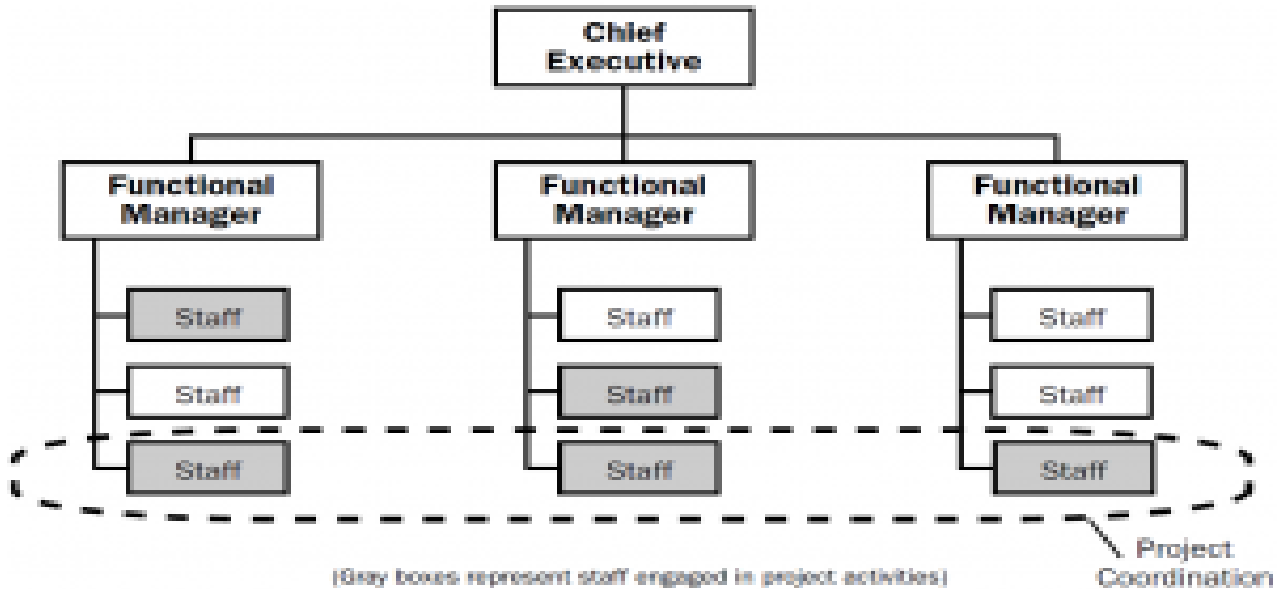 Chief
Executive
Functional
Manager
Functional
Manager
Functional
Manager
Staff
Staff
Staff
Staff
Staff
Staff
Staff
Staff
Staff
Project
Coordination
(Gray boxes represent staff engaged in project activities)